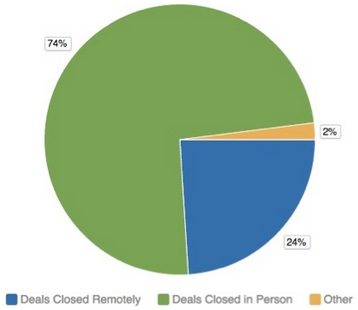 74%
2%
24%
Deals Closed Remotely
Deals Closed in Person
Other